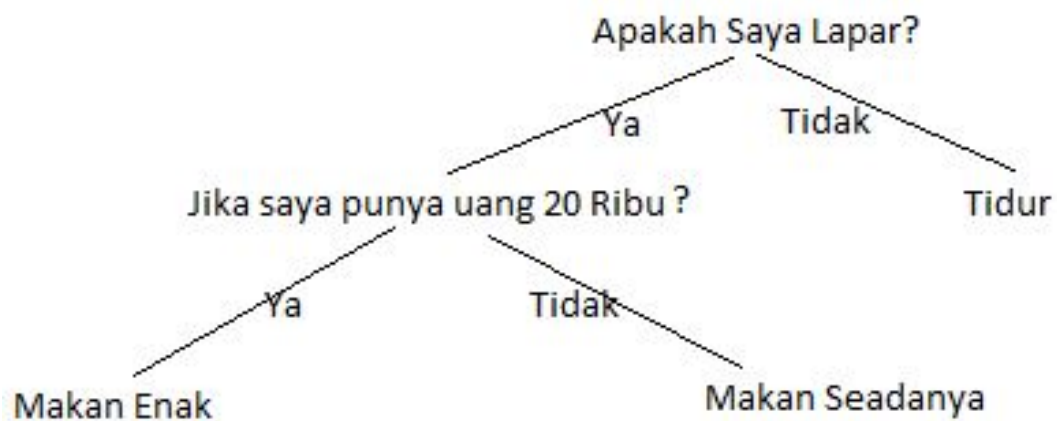 Apakah Saya Lapar?
Ya
Tidak
Jika saya punya uang 20 Ribu ?
Tidur
Ya
Tidak
Makan Enak
Makan Seadanya